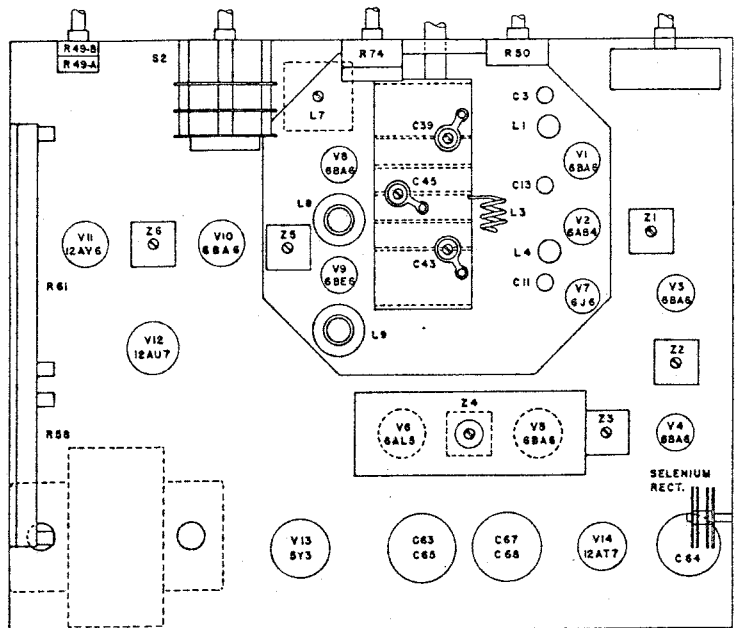 R49-B
R49-A
S2
R74
R50
L7
C3
L1
C39
V1
6BA6
V8
6BA6
C13
C45
L8
L3
V2
6AB4
Z1
V11
12AV6
Z6
V10
6BA6
Z5
L4
C43
V9
6BE6
C11
V7
6J6
V3
6BA6
R61
L9
V12
12AU7
Z2
Z4
V6
6AL5
V5
6BA6
Z3
V4
6BA6
R58
SELENIUM
RECT.
V13
5Y3
C63
C65
C67
C68
V14
12AT7
C64